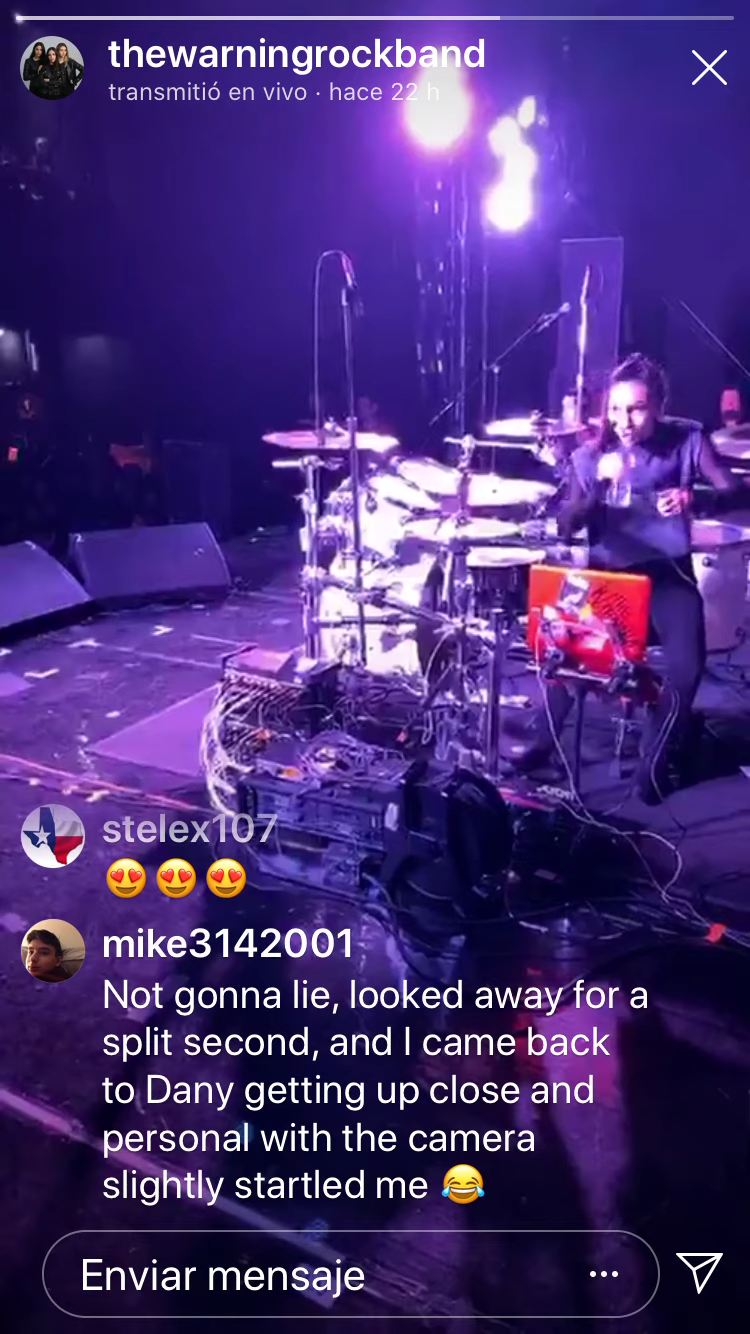 thewarningrockband
transmitió en vivo · hace 22 h
stelex107
😍😍😍
mike3142001
Not gonna lie, looked away for a
split second, and I came back
to Dany getting up close and
personal with the camera
slightly startled me 😂
Enviar mensaje